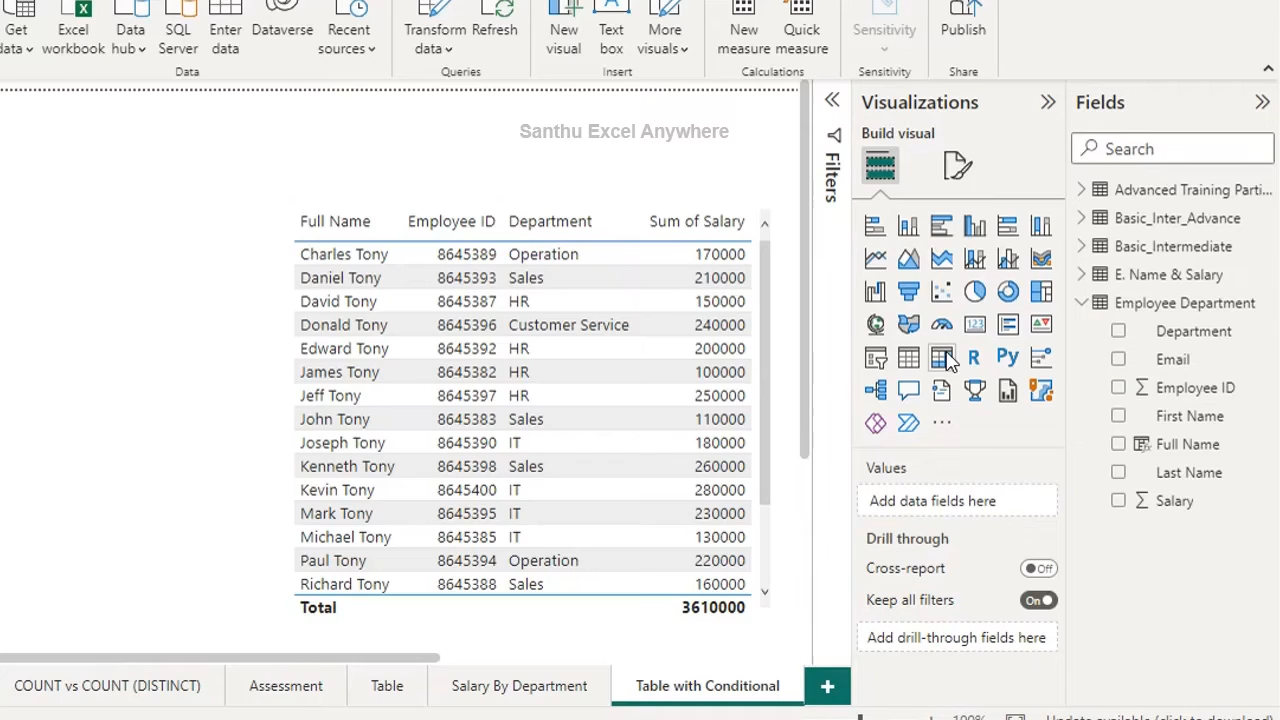 Get data
Excel workbook
Data hub
SQL Server
Enter data
Dataverse
Recent sources
Transform data
Refresh
New visual
Text box
More visuals
New measure
Quick measure
Sensitivity
Publish
Data
Queries
Insert
Calculations
Sensitivity
Share
Santhu Excel Anywhere
Full Name Employee ID Department Sum of Salary
Charles Tony 8645389 Operation 170000
Daniel Tony 8645393 Sales 210000
David Tony 8645387 HR 150000
Donald Tony 8645396 Customer Service 240000
Edward Tony 8645392 HR 200000
James Tony 8645382 HR 100000
Jeff Tony 8645397 HR 250000
John Tony 8645383 Sales 110000
Joseph Tony 8645390 IT 180000
Kenneth Tony 8645398 Sales 260000
Kevin Tony 8645400 IT 280000
Mark Tony 8645395 IT 230000
Michael Tony 8645385 IT 130000
Paul Tony 8645394 Operation 220000
Richard Tony 8645388 Sales 160000
Total 3610000
Filters
Visualizations
Build visual
123
R
Py
Values
Add data fields here
Drill through
Cross-report Off
Keep all filters On
Add drill-through fields here
Fields
Search
Advanced Training Parti...
Basic_Inter_Advance
Basic_Intermediate
E. Name & Salary
Employee Department
Department
Email
Σ Employee ID
First Name
Full Name
Last Name
Σ Salary
COUNT vs COUNT (DISTINCT)
Assessment
Table
Salary By Department
Table with Conditional
100%
Update available (click to download)